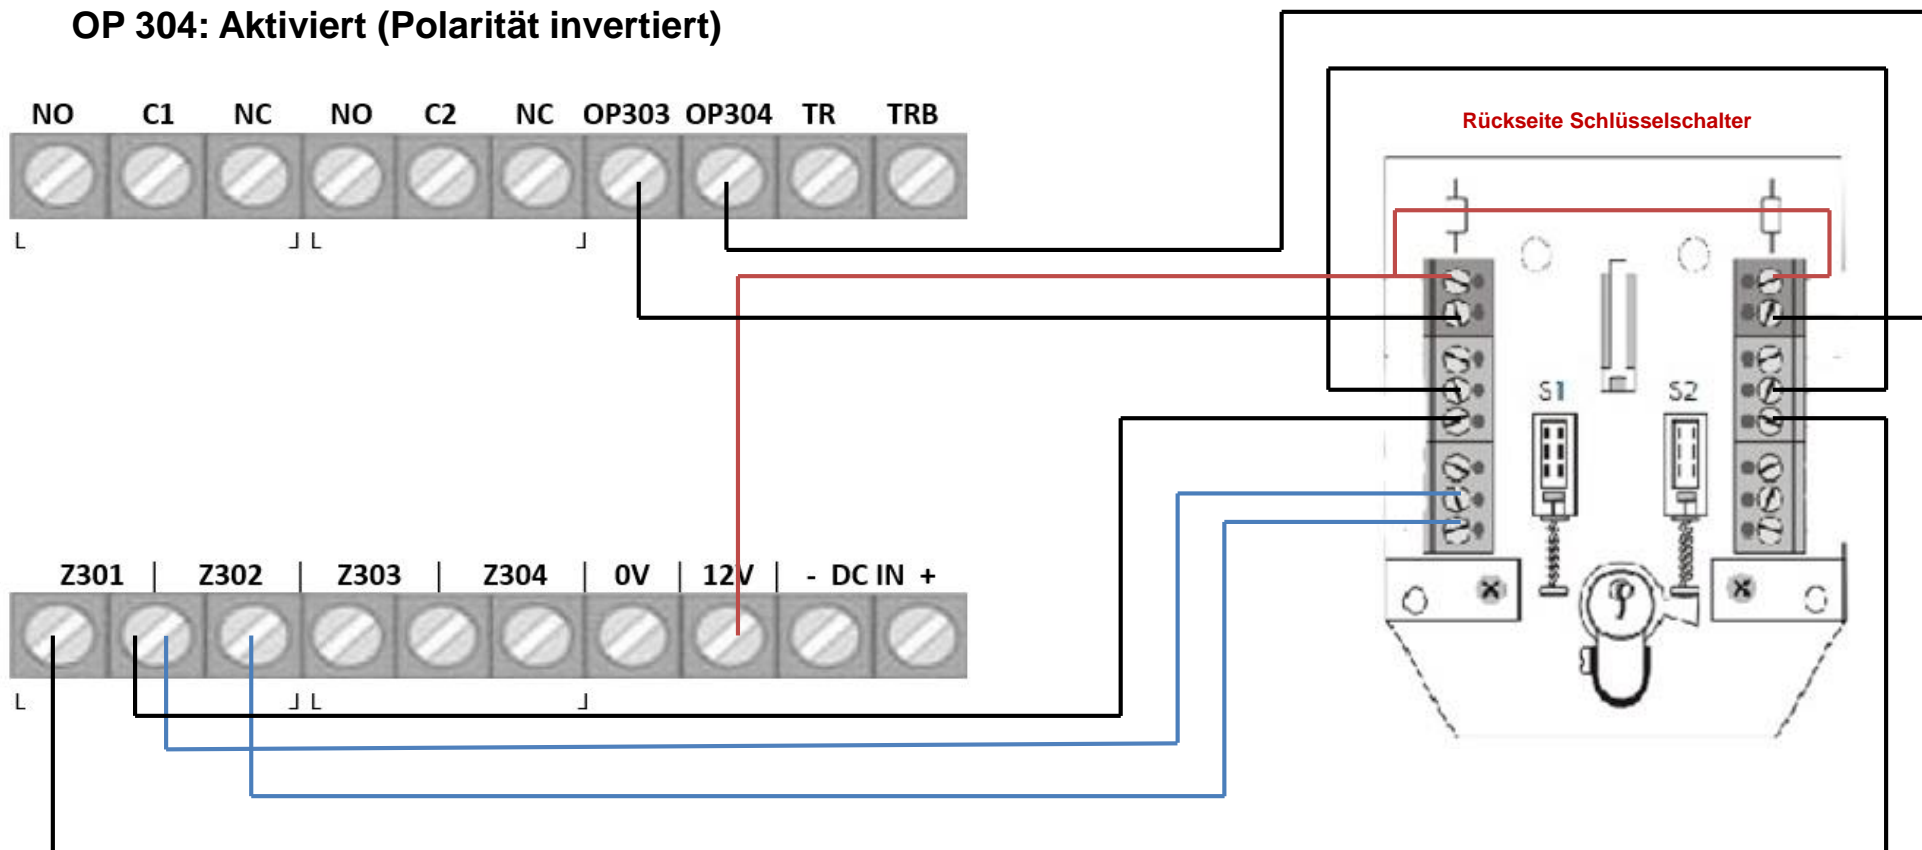 OP 304: Aktiviert (Polarität invertiert)
NO C1 NC NO C2 NC OP303 OP304 TR TRB
Rückseite Schlüsselschalter
S1 S2
Z301 | Z302 | Z303 | Z304 | 0V | 12V | - DC IN +